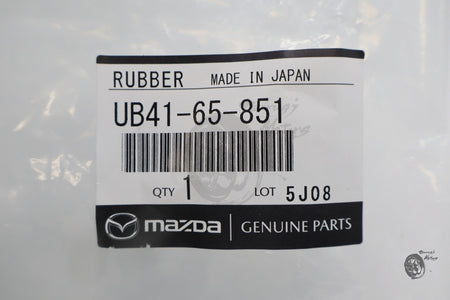 RUBBER MADE IN JAPAN
UB41-65-851
QTY 1 LOT 5J08
mazda GENUINE PARTS